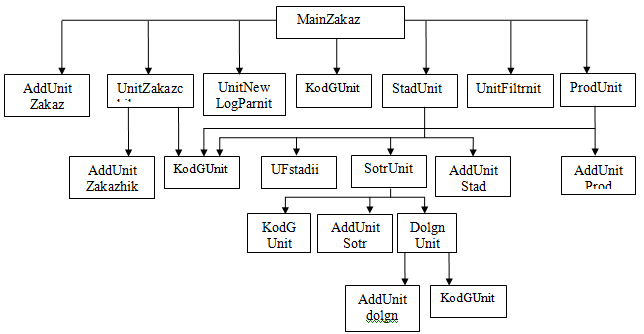 MainZakaz
AddUnit
Zakaz
UnitZakazc
UnitNew
LogParnit
KodGUnit
StadUnit
UnitFiltrnit
ProdUnit
AddUnit
Zakazhik
KodGUnit
UFstadii
SotrUnit
AddUnit
Stad
AddUnit
Prod
KodG
Unit
AddUnit
Sotr
Dolgn
Unit
AddUnit
dolgn
KodGUnit